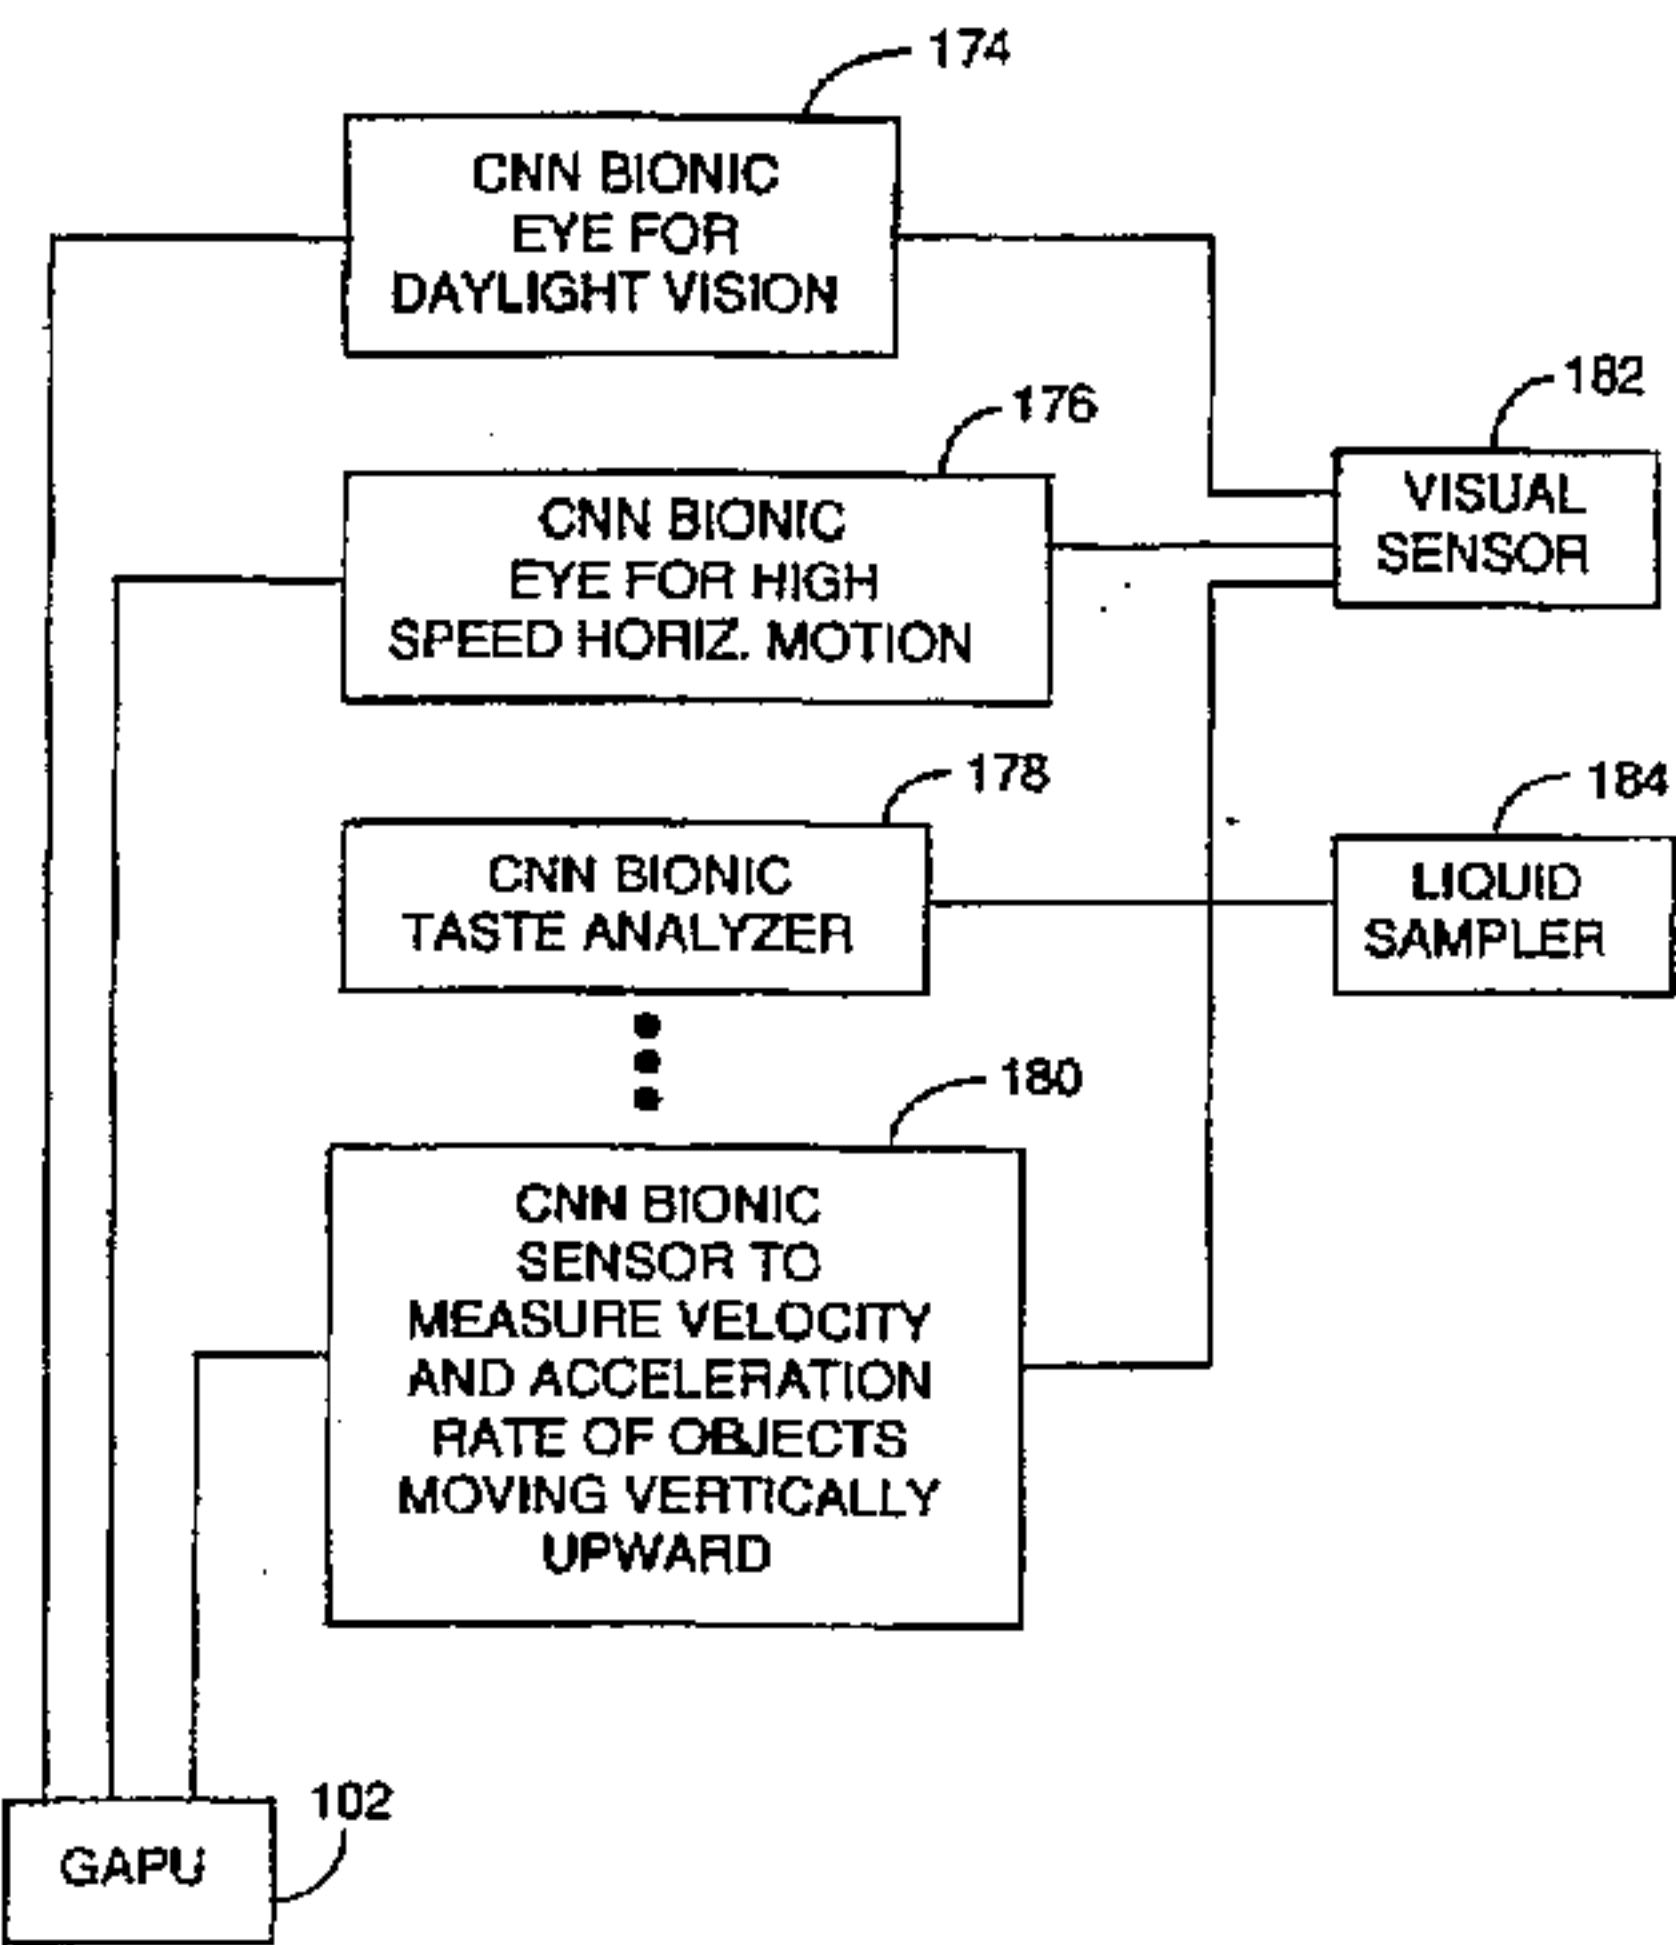 174
CNN BIONIC
EYE FOR
DAYLIGHT VISION
182
VISUAL
SENSOR
176
CNN BIONIC
EYE FOR HIGH
SPEED HORIZ. MOTION
178
CNN BIONIC
TASTE ANALYZER
184
LIQUID
SAMPLER
180
CNN BIONIC
SENSOR TO
MEASURE VELOCITY
AND ACCELERATION
RATE OF OBJECTS
MOVING VERTICALLY
UPWARD
102
GAPU